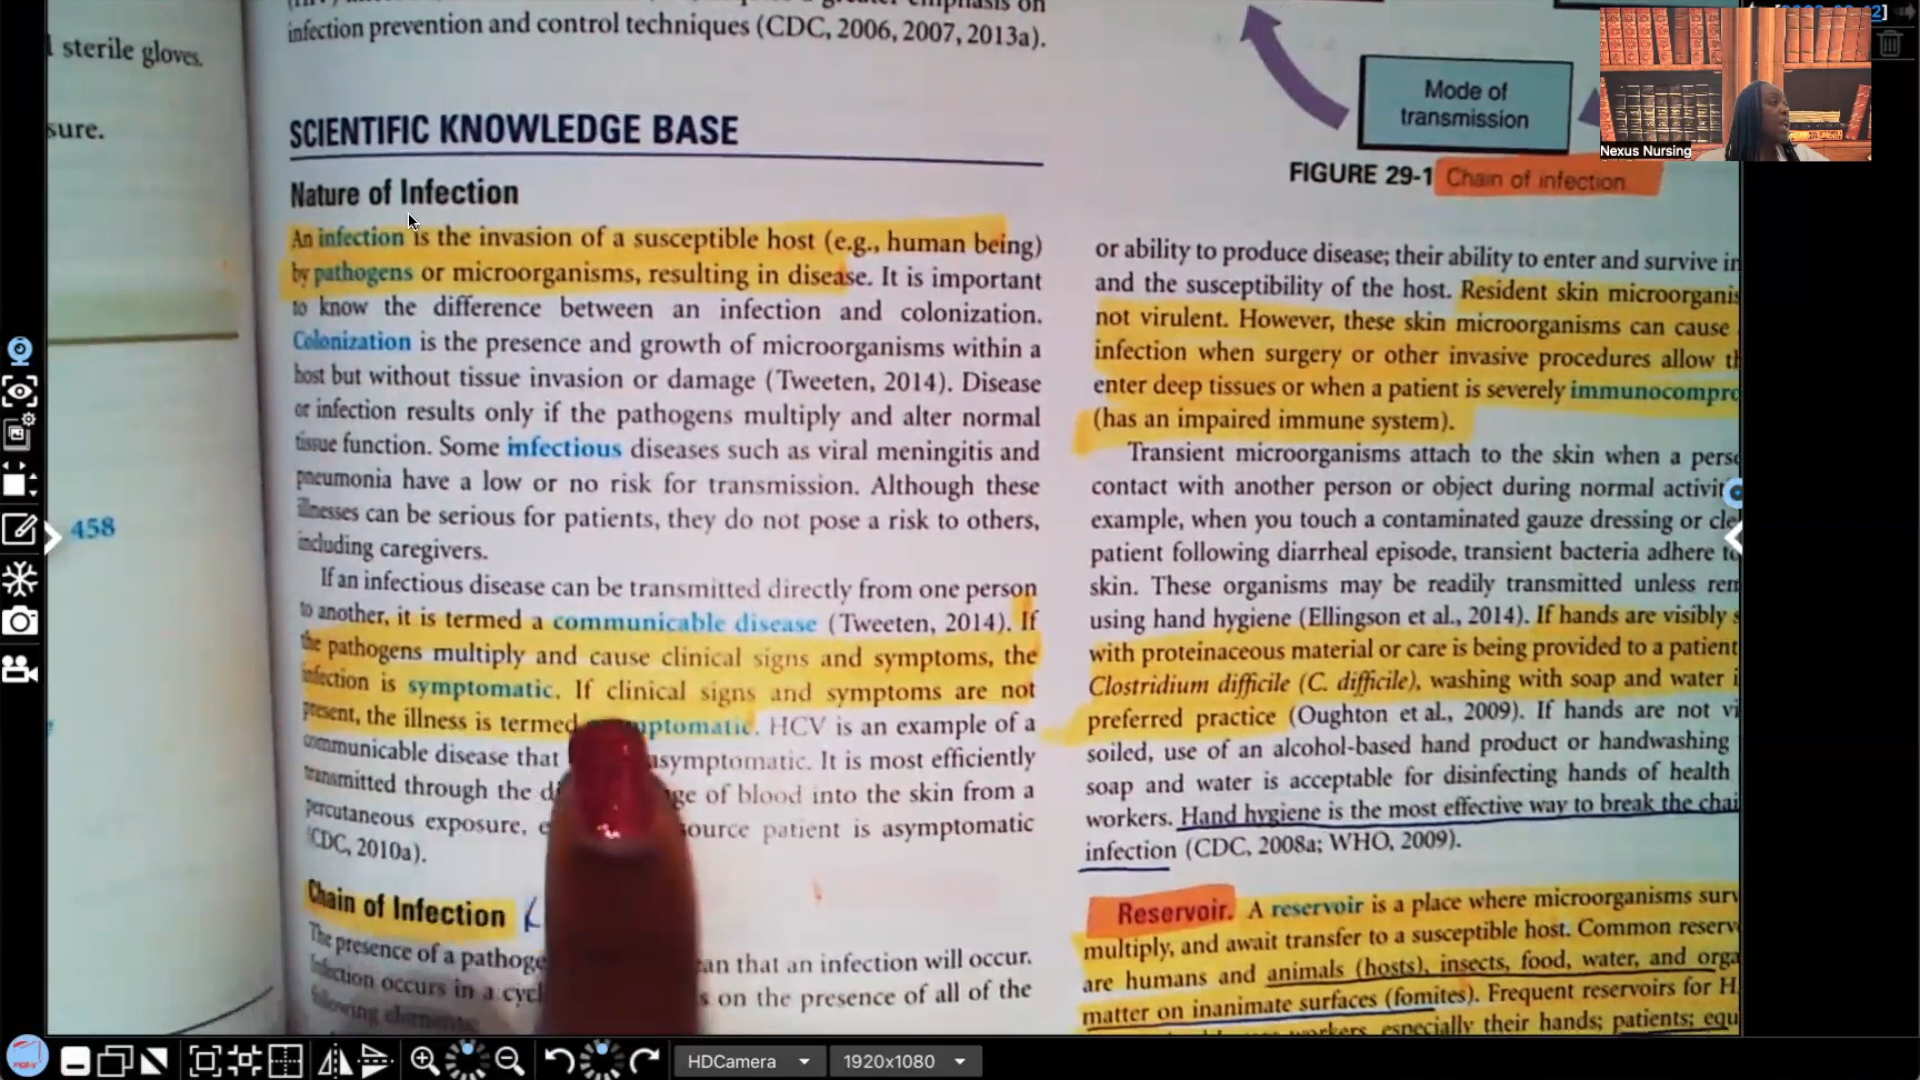 infection prevention and control techniques (CDC, 2006, 2007, 2013a).
sterile gloves.
sure.
458
SCIENTIFIC KNOWLEDGE BASE
Nature of Infection
An infection is the invasion of a susceptible host (e.g., human being)
by pathogens or microorganisms, resulting in disease. It is important
to know the difference between an infection and colonization.
Colonization is the presence and growth of microorganisms within a
host but without tissue invasion or damage (Tweeten, 2014). Disease
or infection results only if the pathogens multiply and alter normal
tissue function. Some infectious diseases such as viral meningitis and
pneumonia have a low or no risk for transmission. Although these
illnesses can be serious for patients, they do not pose a risk to others,
including caregivers.
If an infectious disease can be transmitted directly from one person
to another, it is termed a communicable disease (Tweeten, 2014). If
the pathogens multiply and cause clinical signs and symptoms, the
infection is symptomatic. If clinical signs and symptoms are not
present, the illness is termed mptomatic. HCV is an example of a
communicable disease that asymptomatic. It is most efficiently
transmitted through the of blood into the skin from a
percutaneous exposure, source patient is asymptomatic
(CDC, 2010a).
Chain of Infection
The presence of a pathoge an that an infection will occur.
Infection occurs in a cycl s on the presence of all of the
following elements:
Mode of
transmission
FIGURE 29-1 Chain of infection
or ability to produce disease; their ability to enter and survive in
and the susceptibility of the host. Resident skin microorganis
not virulent. However, these skin microorganisms can cause
infection when surgery or other invasive procedures allow th
enter deep tissues or when a patient is severely immunocompro
(has an impaired immune system).
Transient microorganisms attach to the skin when a perso
contact with another person or object during normal activit
example, when you touch a contaminated gauze dressing or cle
patient following diarrheal episode, transient bacteria adhere to
skin. These organisms may be readily transmitted unless rem
using hand hygiene (Ellingson et al., 2014). If hands are visibly s
with proteinaceous material or care is being provided to a patient
Clostridium difficile (C. difficile), washing with soap and water i
preferred practice (Oughton et al., 2009). If hands are not vi
soiled, use of an alcohol-based hand product or handwashing
soap and water is acceptable for disinfecting hands of health
workers. Hand hygiene is the most effective way to break the chai
infection (CDC, 2008a; WHO, 2009).
Reservoir. A reservoir is a place where microorganisms surv
multiply, and await transfer to a susceptible host. Common reserv
are humans and animals (hosts), insects, food, water, and orga
matter on inanimate surfaces (fomites). Frequent reservoirs for H
workers, especially their hands; patients; equ
Nexus Nursing
HDCamera
1920x1080